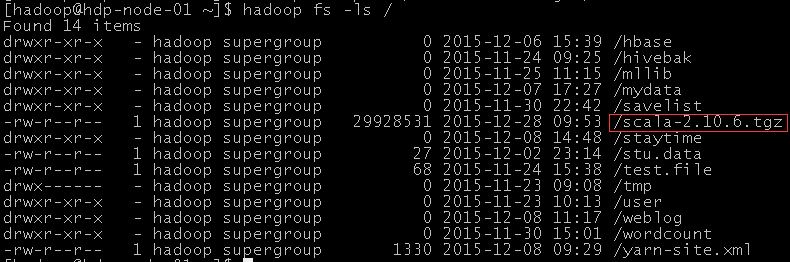 [hadoop@hdp-node-01 ~]$ hadoop fs -ls /
Found 14 items
drwxr-xr-x   - hadoop supergroup          0 2015-12-06 15:39 /hbase
drwxr-xr-x   - hadoop supergroup          0 2015-11-24 09:25 /hivebak
drwxr-xr-x   - hadoop supergroup          0 2015-11-25 11:15 /mllib
drwxr-xr-x   - hadoop supergroup          0 2015-12-07 17:27 /mydata
drwxr-xr-x   - hadoop supergroup          0 2015-11-30 22:42 /savelist
-rw-r--r--   1 hadoop supergroup   29928531 2015-12-28 09:53 /scala-2.10.6.tgz
drwxr-xr-x   - hadoop supergroup          0 2015-12-08 14:48 /staytime
-rw-r--r--   1 hadoop supergroup         27 2015-12-02 23:14 /stu.data
-rw-r--r--   1 hadoop supergroup         68 2015-11-24 15:38 /test.file
drwx------   - hadoop supergroup          0 2015-11-23 09:08 /tmp
drwxr-xr-x   - hadoop supergroup          0 2015-11-23 10:13 /user
drwxr-xr-x   - hadoop supergroup          0 2015-12-08 11:17 /weblog
drwxr-xr-x   - hadoop supergroup          0 2015-11-30 15:01 /wordcount
-rw-r--r--   1 hadoop supergroup       1330 2015-12-08 09:29 /yarn-site.xml